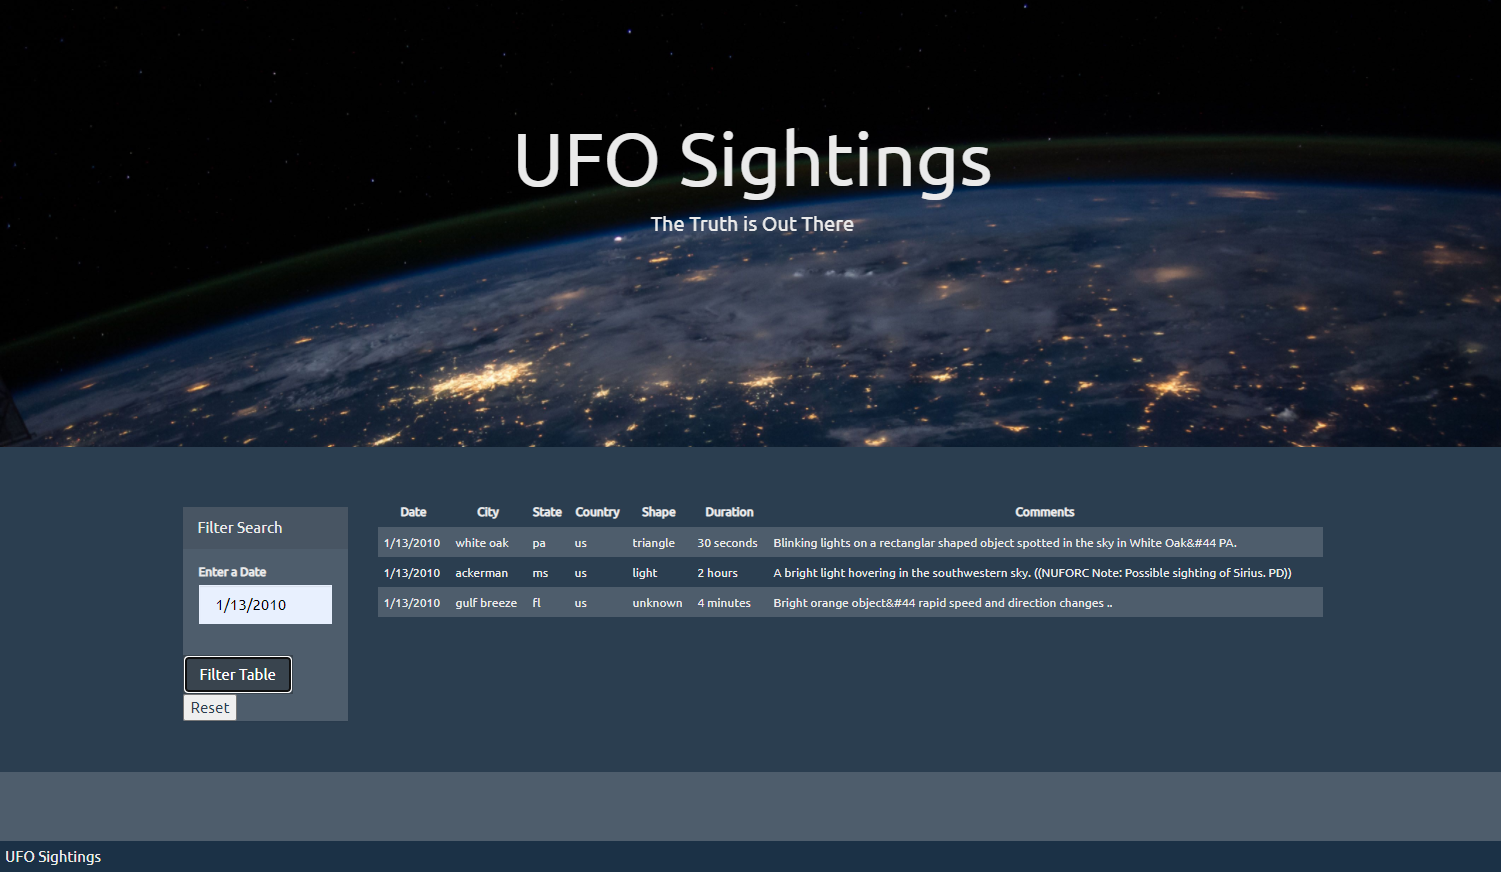 UFO Sightings
The Truth is Out There
Filter Search
Enter a Date
1/13/2010
Filter Table
Reset
Date City State Country Shape Duration Comments
1/13/2010 white oak pa us triangle 30 seconds Blinking lights on a rectanglar shaped object spotted in the sky in White Oak&#44 PA.
1/13/2010 ackerman ms us light 2 hours A bright light hovering in the southwestern sky. ((NUFORC Note: Possible sighting of Sirius. PD))
1/13/2010 gulf breeze fl us unknown 4 minutes Bright orange object&#44 rapid speed and direction changes ..
UFO Sightings